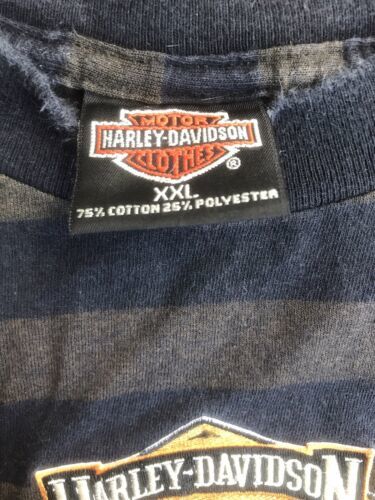 MOTOR
HARLEY-DAVIDSON
CLOTHES
®
XXL
75% COTTON 25% POLYESTER
HARLEY-DAVIDSON